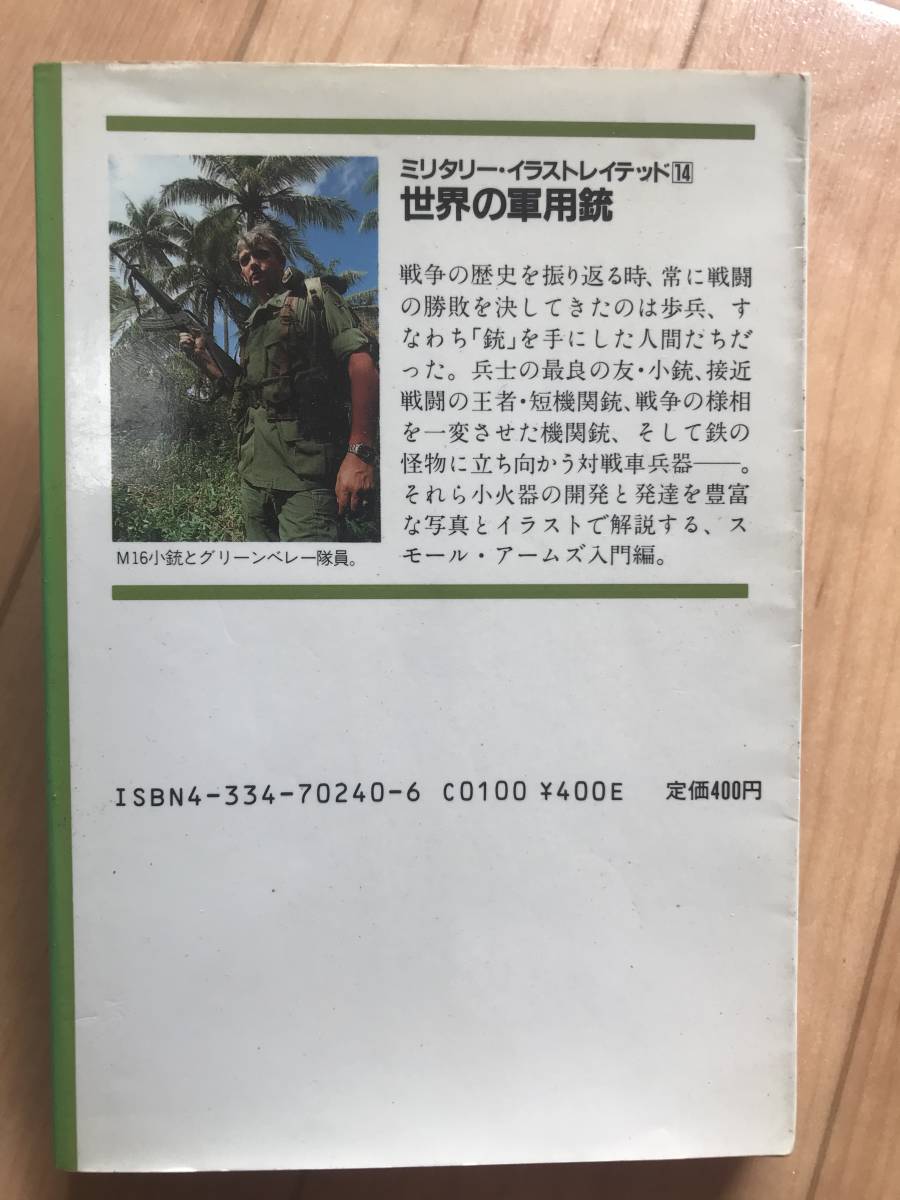 ミリタリー・イラストレイテッド14
世界の軍用銃
戦争の歴史を振り返る時、常に戦闘
の勝敗を決してきたのは歩兵、す
なわち「銃」を手にした人間たちだ
った。兵士の最良の友・小銃、接近
戦闘の王者・短機関銃、戦争の様相
を一変させた機関銃、そして鉄の
怪物に立ち向かう対戦車兵器──。
それら小火器の開発と発達を豊富
な写真とイラストで解説する、ス
モール・アームズ入門編。
M16小銃とグリーンベレー隊員。
ISBN4-334-70240-6 C0100 ¥400E 定価400円